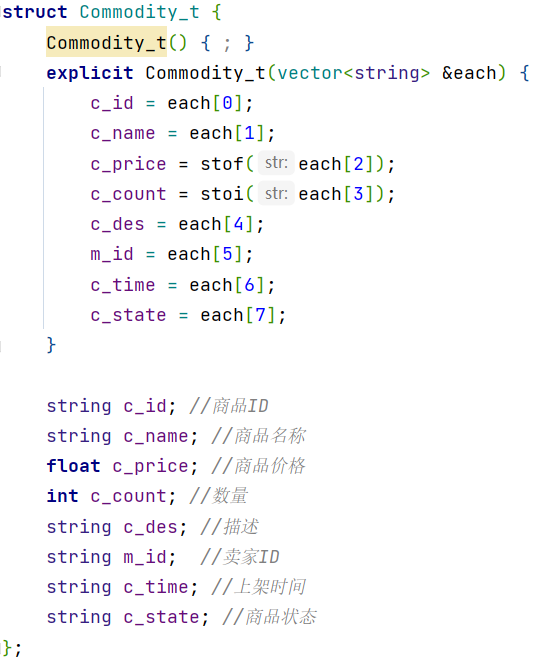 struct Commodity_t {
    Commodity_t() { ; }
    explicit Commodity_t(vector<string> &each) {
        c_id = each[0];
        c_name = each[1];
        c_price = stof( str: each[2]);
        c_count = stoi( str: each[3]);
        c_des = each[4];
        m_id = each[5];
        c_time = each[6];
        c_state = each[7];
    }
    string c_id; //商品ID
    string c_name; //商品名称
    float c_price; //商品价格
    int c_count; //数量
    string c_des; //描述
    string m_id;  //卖家ID
    string c_time; //上架时间
    string c_state; //商品状态
};